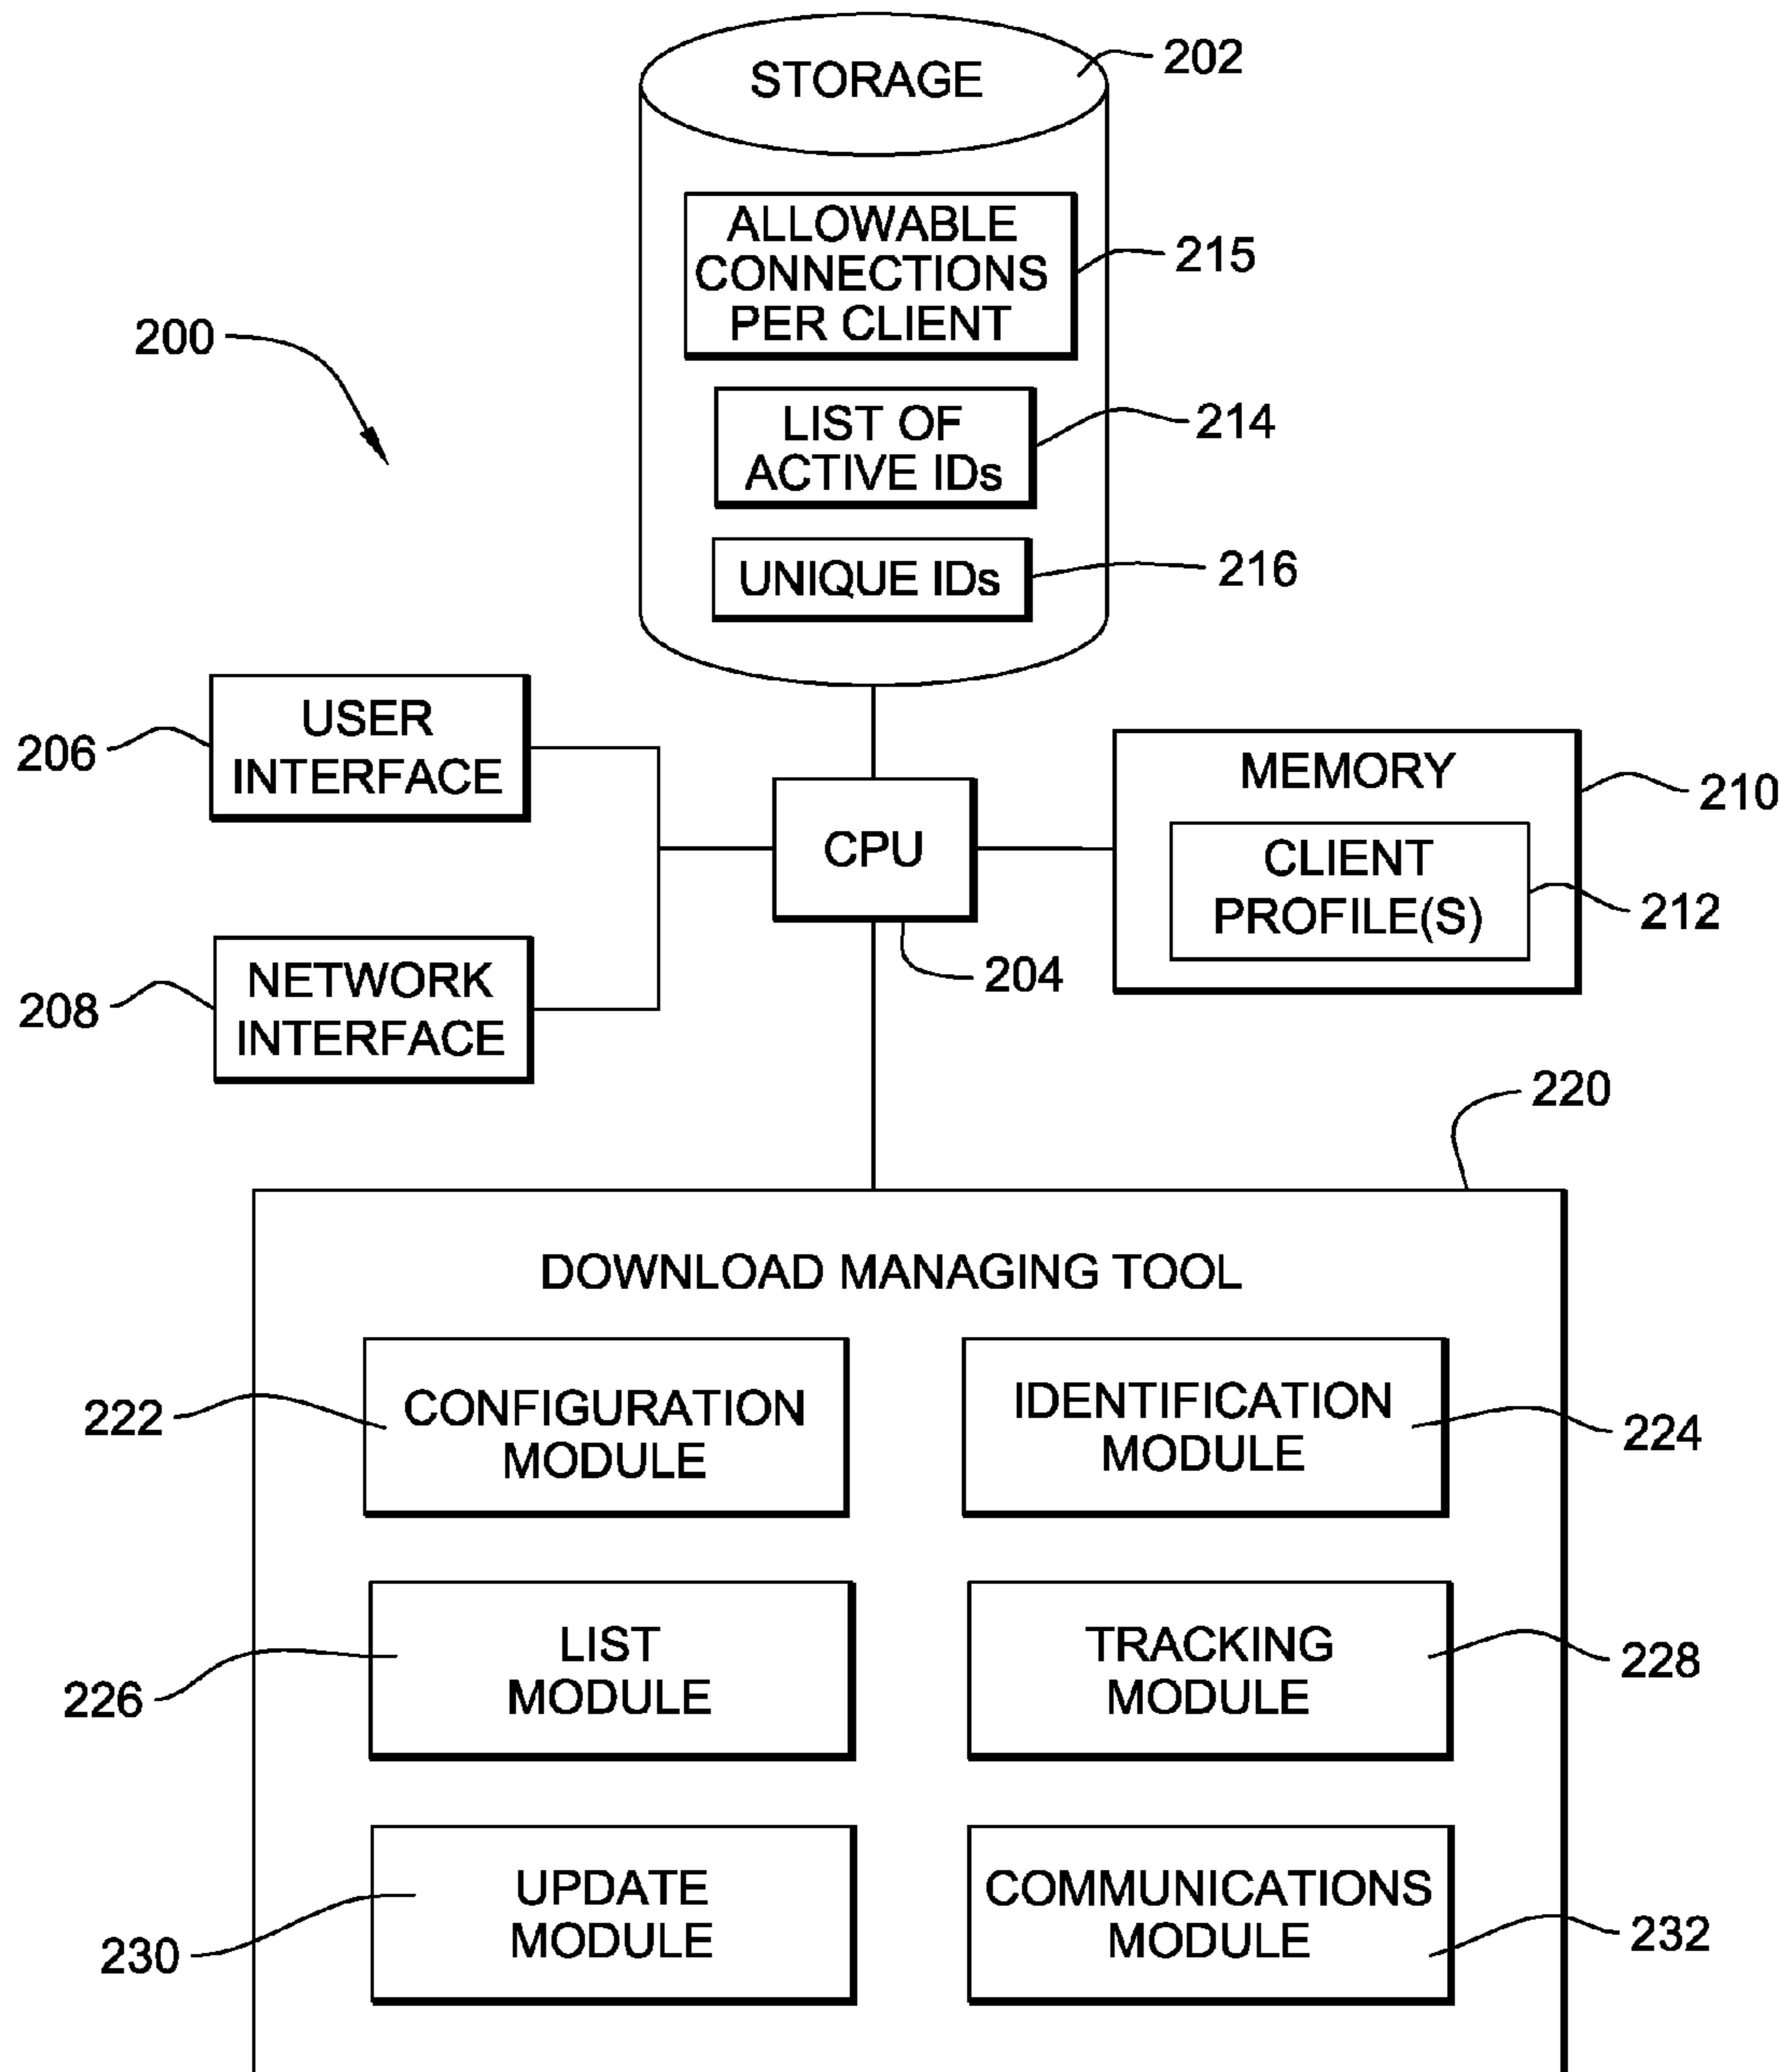 STORAGE
202
ALLOWABLE
CONNECTIONS
PER CLIENT
215
200
LIST OF
ACTIVE IDs
214
UNIQUE IDs
216
USER
INTERFACE
206
MEMORY
210
CPU
204
CLIENT
PROFILE(S)
212
NETWORK
INTERFACE
208
220
DOWNLOAD MANAGING TOOL
CONFIGURATION
MODULE
222
IDENTIFICATION
MODULE
224
LIST
MODULE
226
TRACKING
MODULE
228
UPDATE
MODULE
230
COMMUNICATIONS
MODULE
232